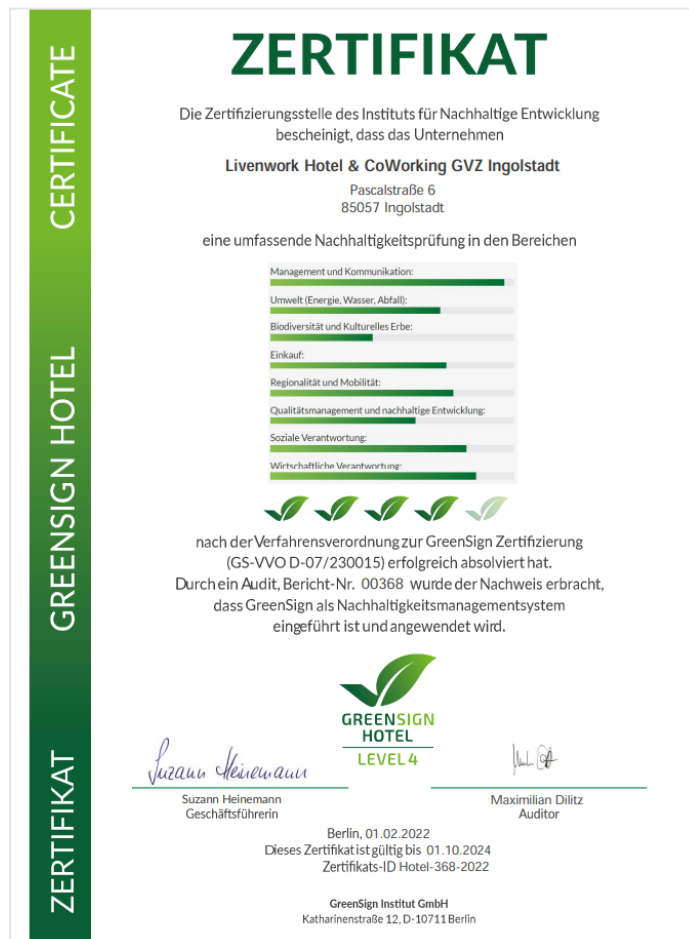 CERTIFICATE
GREENSIGN HOTEL
ZERTIFIKAT
ZERTIFIKAT
Die Zertifizierungsstelle des Instituts für Nachhaltige Entwicklung
bescheinigt, dass das Unternehmen
Livenwork Hotel & CoWorking GVZ Ingolstadt
Pascalstraße 6
85057 Ingolstadt
eine umfassende Nachhaltigkeitsprüfung in den Bereichen
Management und Kommunikation:
Umwelt (Energie, Wasser, Abfall):
Biodiversität und Kulturelles Erbe:
Einkauf:
Regionalität und Mobilität:
Qualitätsmanagement und nachhaltige Entwicklung:
Soziale Verantwortung:
Wirtschaftliche Verantwortung:
nach der Verfahrensverordnung zur GreenSign Zertifizierung
(GS-VVO D-07/230015) erfolgreich absolviert hat.
Durch ein Audit, Bericht-Nr. 00368 wurde der Nachweis erbracht,
dass GreenSign als Nachhaltigkeitsmanagementsystem
eingeführt ist und angewendet wird.
GREENSIGN
HOTEL
LEVEL 4
Suzann Heinemann
Suzann Heinemann
Geschäftsführerin
Maximilian Dilitz
Auditor
Berlin, 01.02.2022
Dieses Zertifikat ist gültig bis 01.10.2024
Zertifikats-ID Hotel-368-2022
GreenSign Institut GmbH
Katharinenstraße 12, D-10711 Berlin